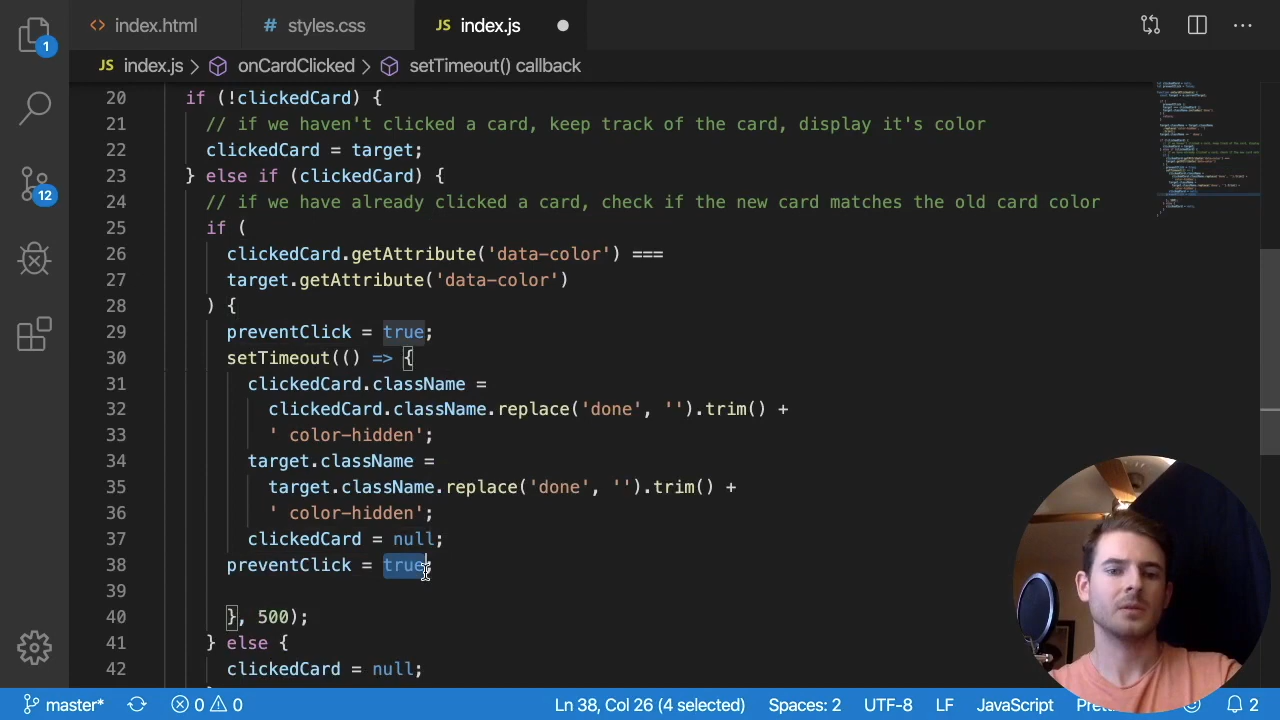 index.html
styles.css
JS index.js
JS index.js > onCardClicked > setTimeout() callback
1
12
20 if (!clickedCard) {
21 // if we haven't clicked a card, keep track of the card, display it's color
22 clickedCard = target;
23 } else if (clickedCard) {
24 // if we have already clicked a card, check if the new card matches the old card color
25 if (
26 clickedCard.getAttribute('data-color') ===
27 target.getAttribute('data-color')
28 ) {
29 preventClick = true;
30 setTimeout(() => {
31 clickedCard.className =
32 clickedCard.className.replace('done', '').trim() +
33 ' color-hidden';
34 target.className =
35 target.className.replace('done', '').trim() +
36 ' color-hidden';
37 clickedCard = null;
38 preventClick = true;
39
40 }, 500);
41 } else {
42 clickedCard = null;
master* 0 0 Ln 38, Col 26 (4 selected) Spaces: 2 UTF-8 LF JavaScript 2